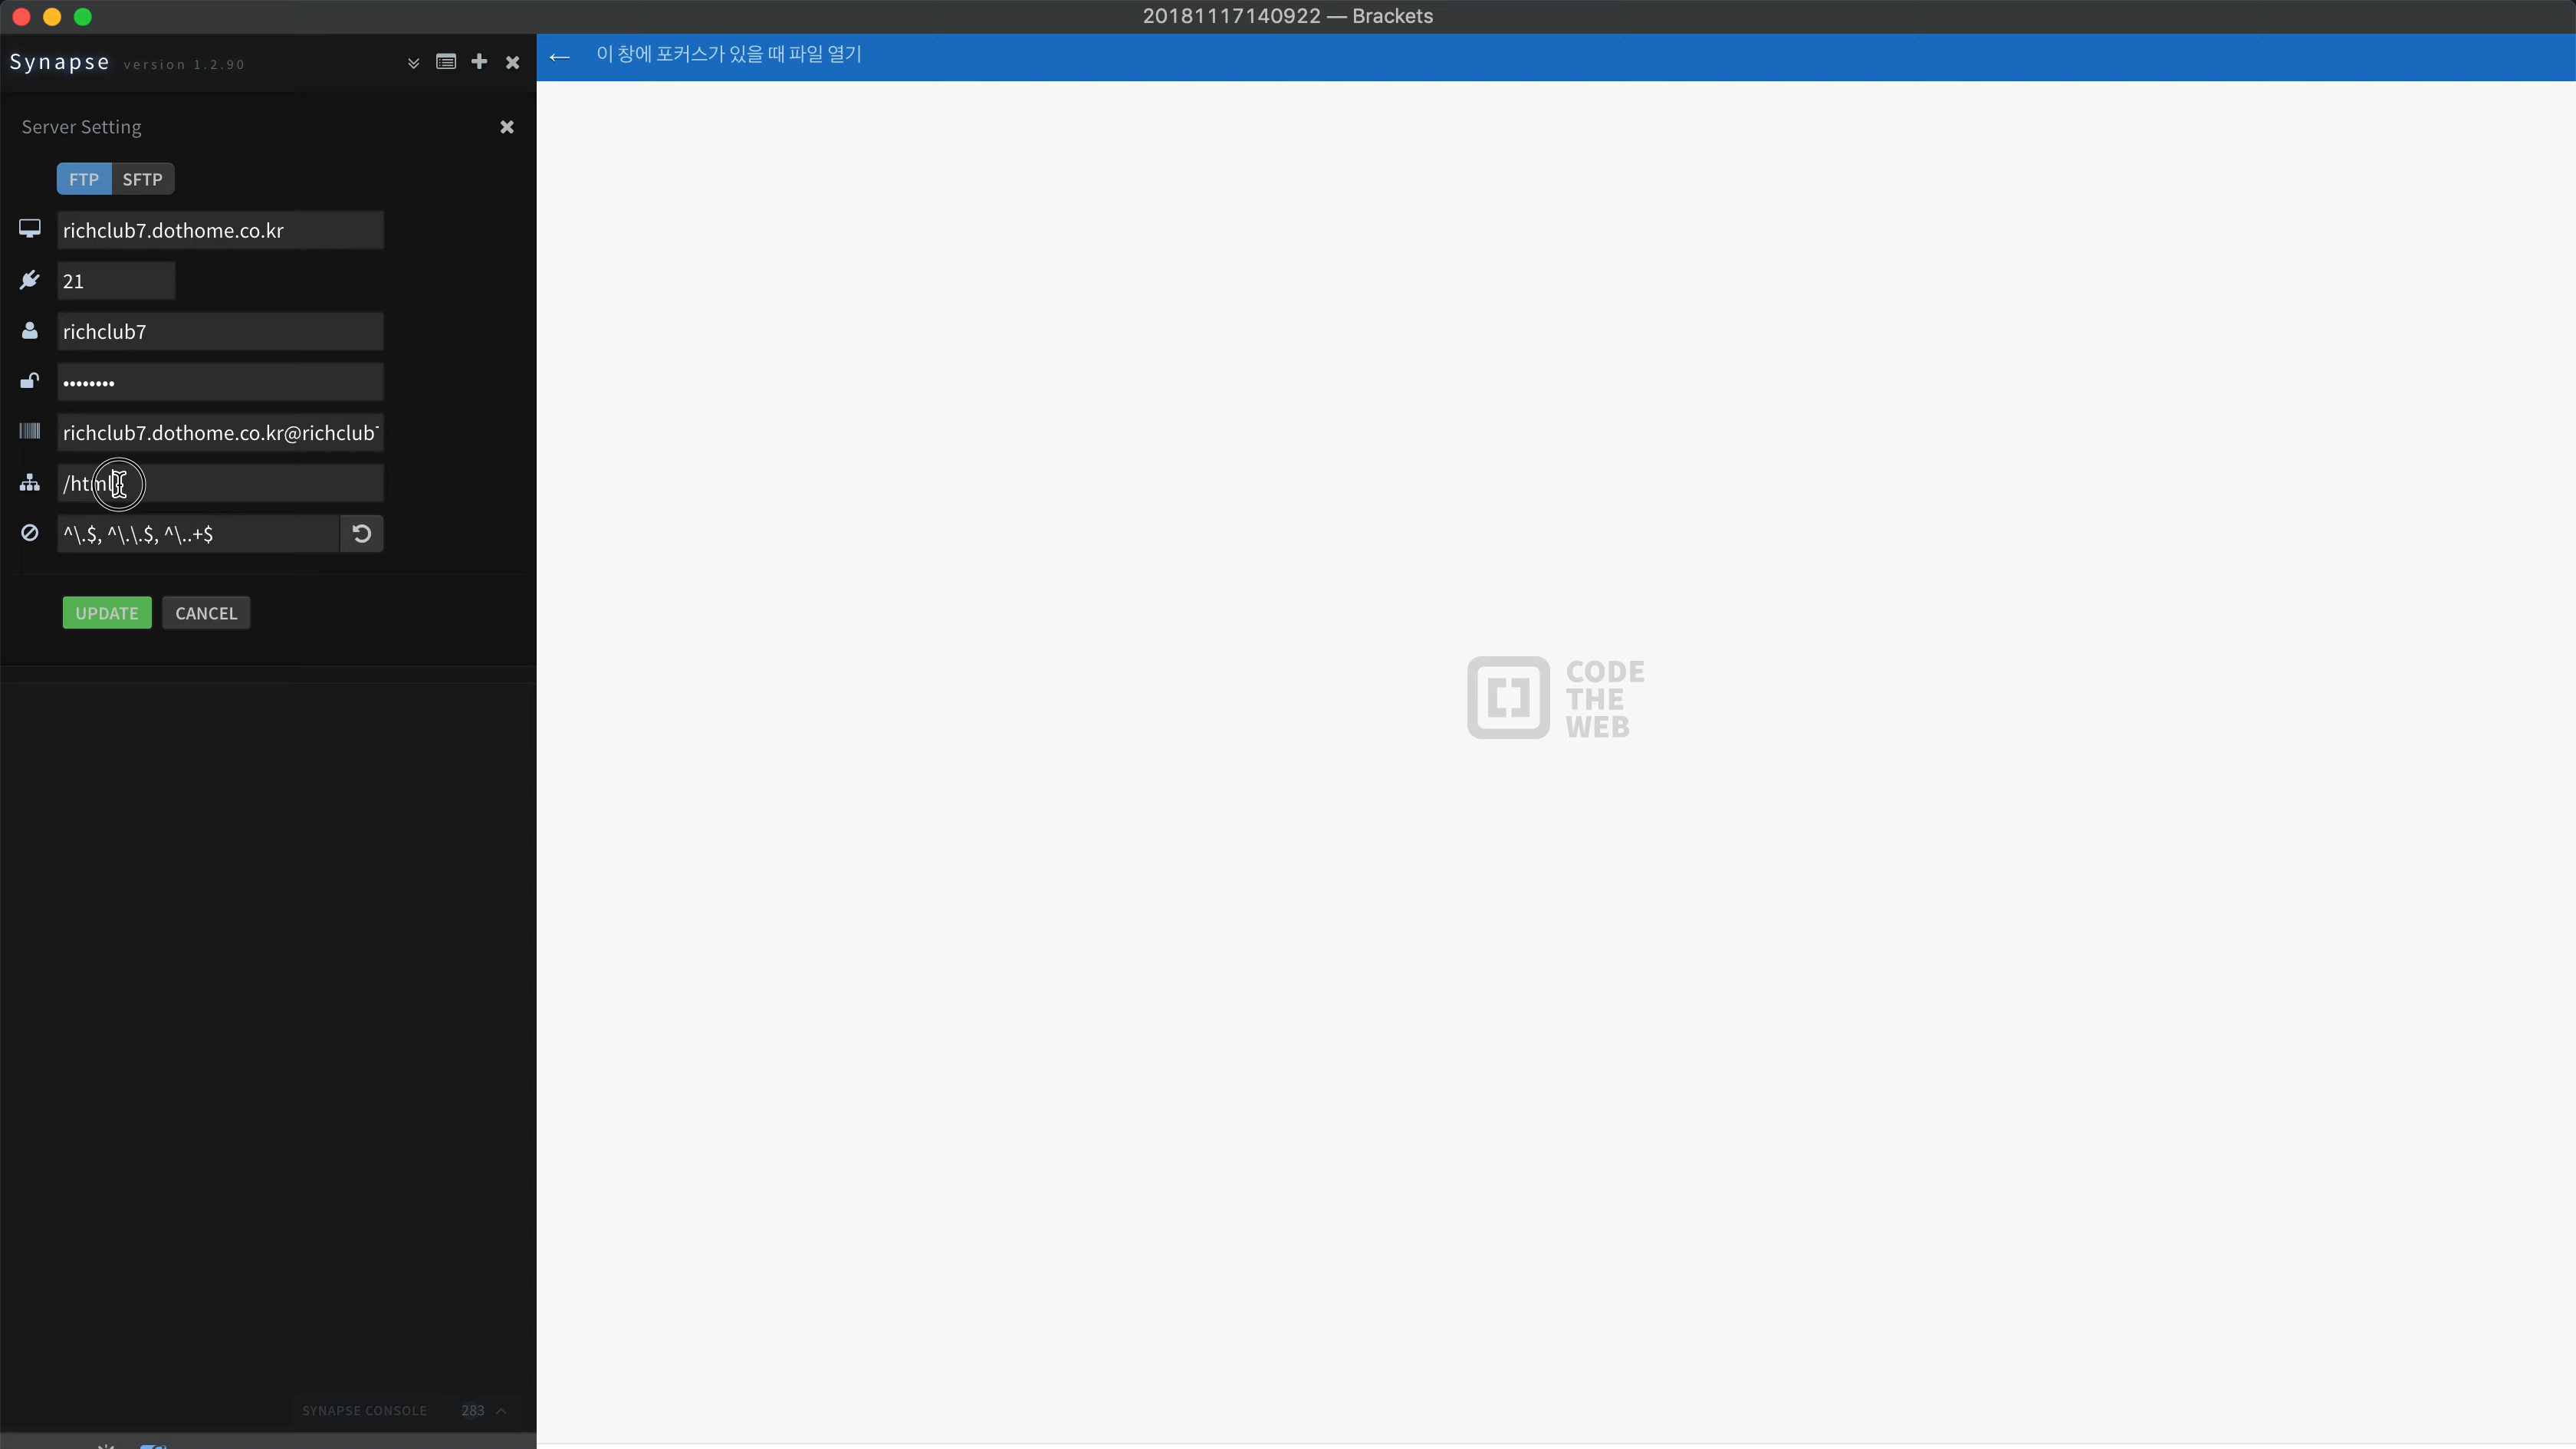 20181117140922 — Brackets
Synapse version 1.2.90
이 창에 포커스가 있을 때 파일 열기
Server Setting
FTP SFTP
richclub7.dothome.co.kr
21
richclub7
••••••••
richclub7.dothome.co.kr@richclub7
/html
^\.$, ^\.\.$, ^\..+$
UPDATE CANCEL
CODE
THE
WEB
SYNAPSE CONSOLE 283